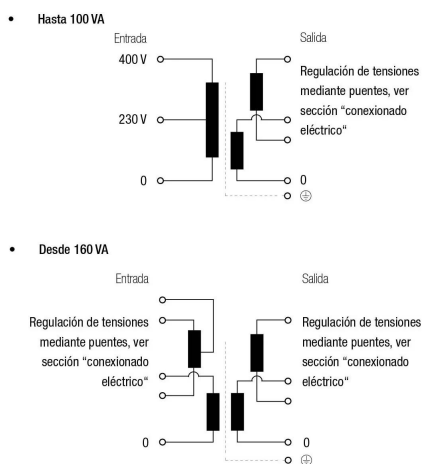 • Hasta 100 VA
Entrada
Salida
400 V
230 V
0
Regulación de tensiones
mediante puentes, ver
sección “conexionado
eléctrico“
0
• Desde 160 VA
Entrada
Salida
Regulación de tensiones
mediante puentes, ver
sección “conexionado
eléctrico“
0
Regulación de tensiones
mediante puentes, ver
sección “conexionado
eléctrico“
0